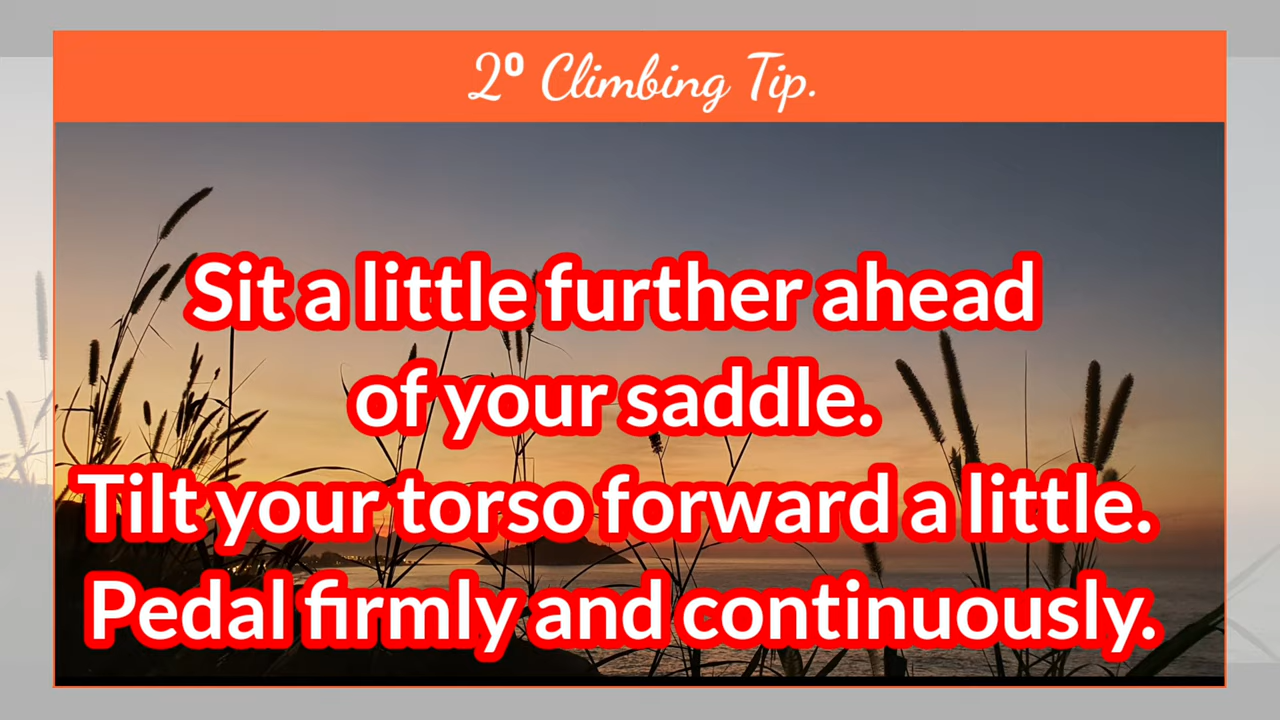 2º Climbing Tip.
Sit a little further ahead
of your saddle.
Tilt your torso forward a little.
Pedal firmly and continuously.